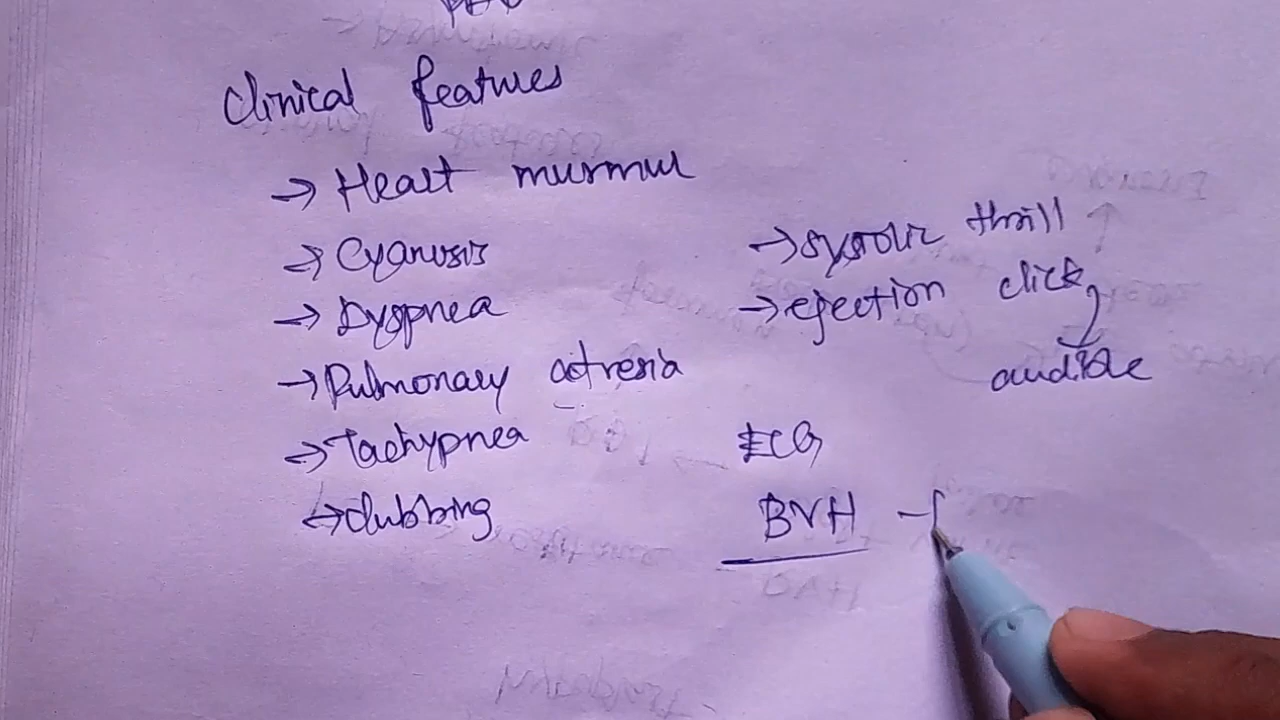 Clinical features
→ Heart murmur
→ Cyanosis
→ Dyspnea
→ Pulmonary atresia
→ Tachypnea
→ clubbing
→ systolic thrill
→ ejection click
audible
ECG
BVH -